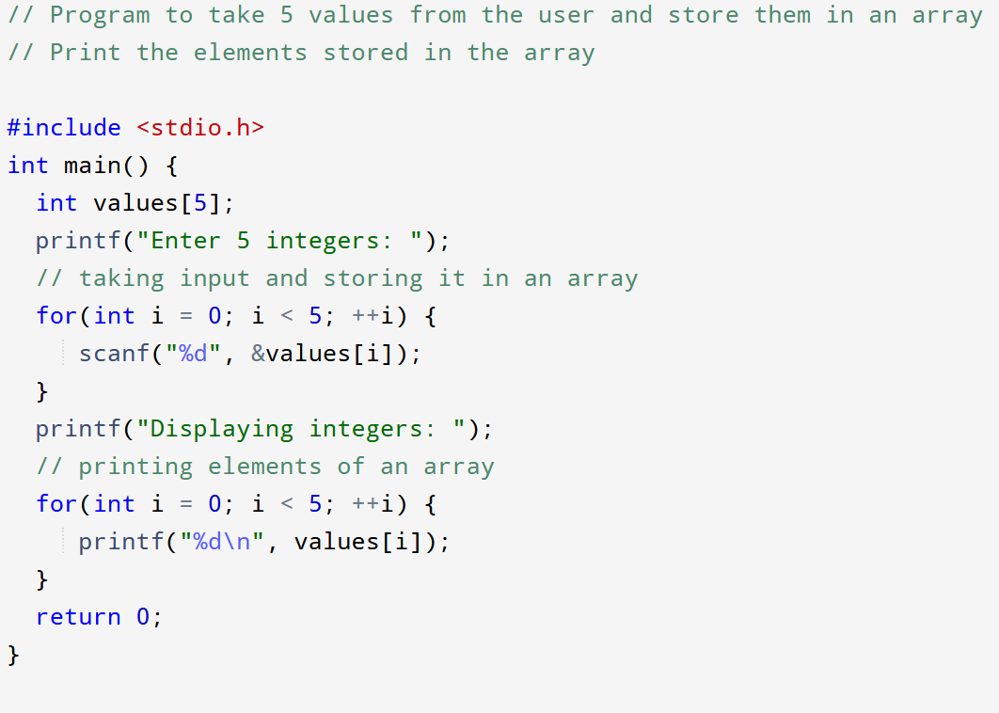 // Program to take 5 values from the user and store them in an array
// Print the elements stored in the array
#include <stdio.h>
int main() {
int values[5];
printf("Enter 5 integers: ");
// taking input and storing it in an array
for(int i = 0; i < 5; ++i) {
scanf("%d", &values[i]);
}
printf("Displaying integers: ");
// printing elements of an array
for(int i = 0; i < 5; ++i) {
printf("%d\n", values[i]);
}
return 0;
}